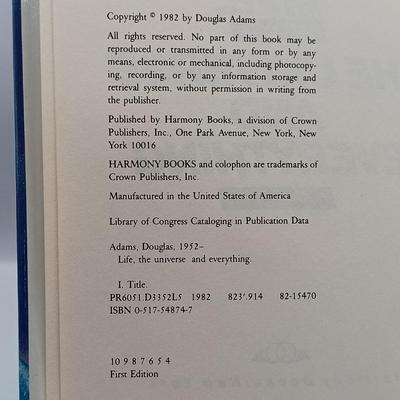 Copyright © 1982 by Douglas Adams
All rights reserved. No part of this book may be
reproduced or transmitted in any form or by any
means, electronic or mechanical, including photocopy-
ing, recording, or by any information storage and
retrieval system, without permission in writing from
the publisher.
Published by Harmony Books, a division of Crown
Publishers, Inc., One Park Avenue, New York, New
York 10016
HARMONY BOOKS and colophon are trademarks of
Crown Publishers, Inc.
Manufactured in the United States of America
Library of Congress Cataloging in Publication Data
Adams, Douglas, 1952–
Life, the universe and everything.
I. Title.
PR6051.D3352L5 1982 823'.914 82-15470
ISBN 0-517-54874-7
10 9 8 7 6 5 4
First Edition